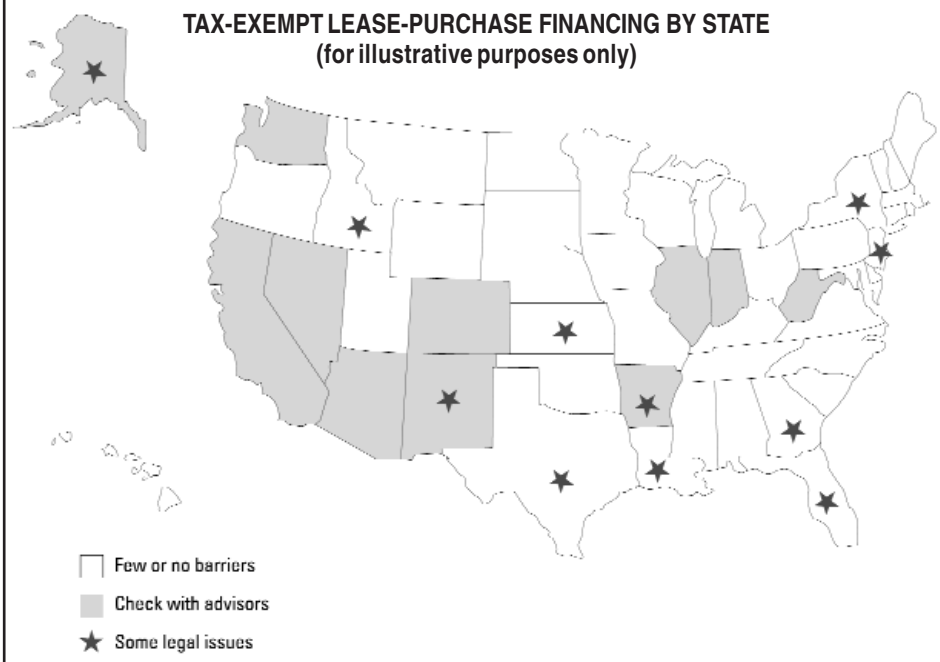 TAX-EXEMPT LEASE-PURCHASE FINANCING BY STATE
(for illustrative purposes only)
Few or no barriers
Check with advisors
Some legal issues